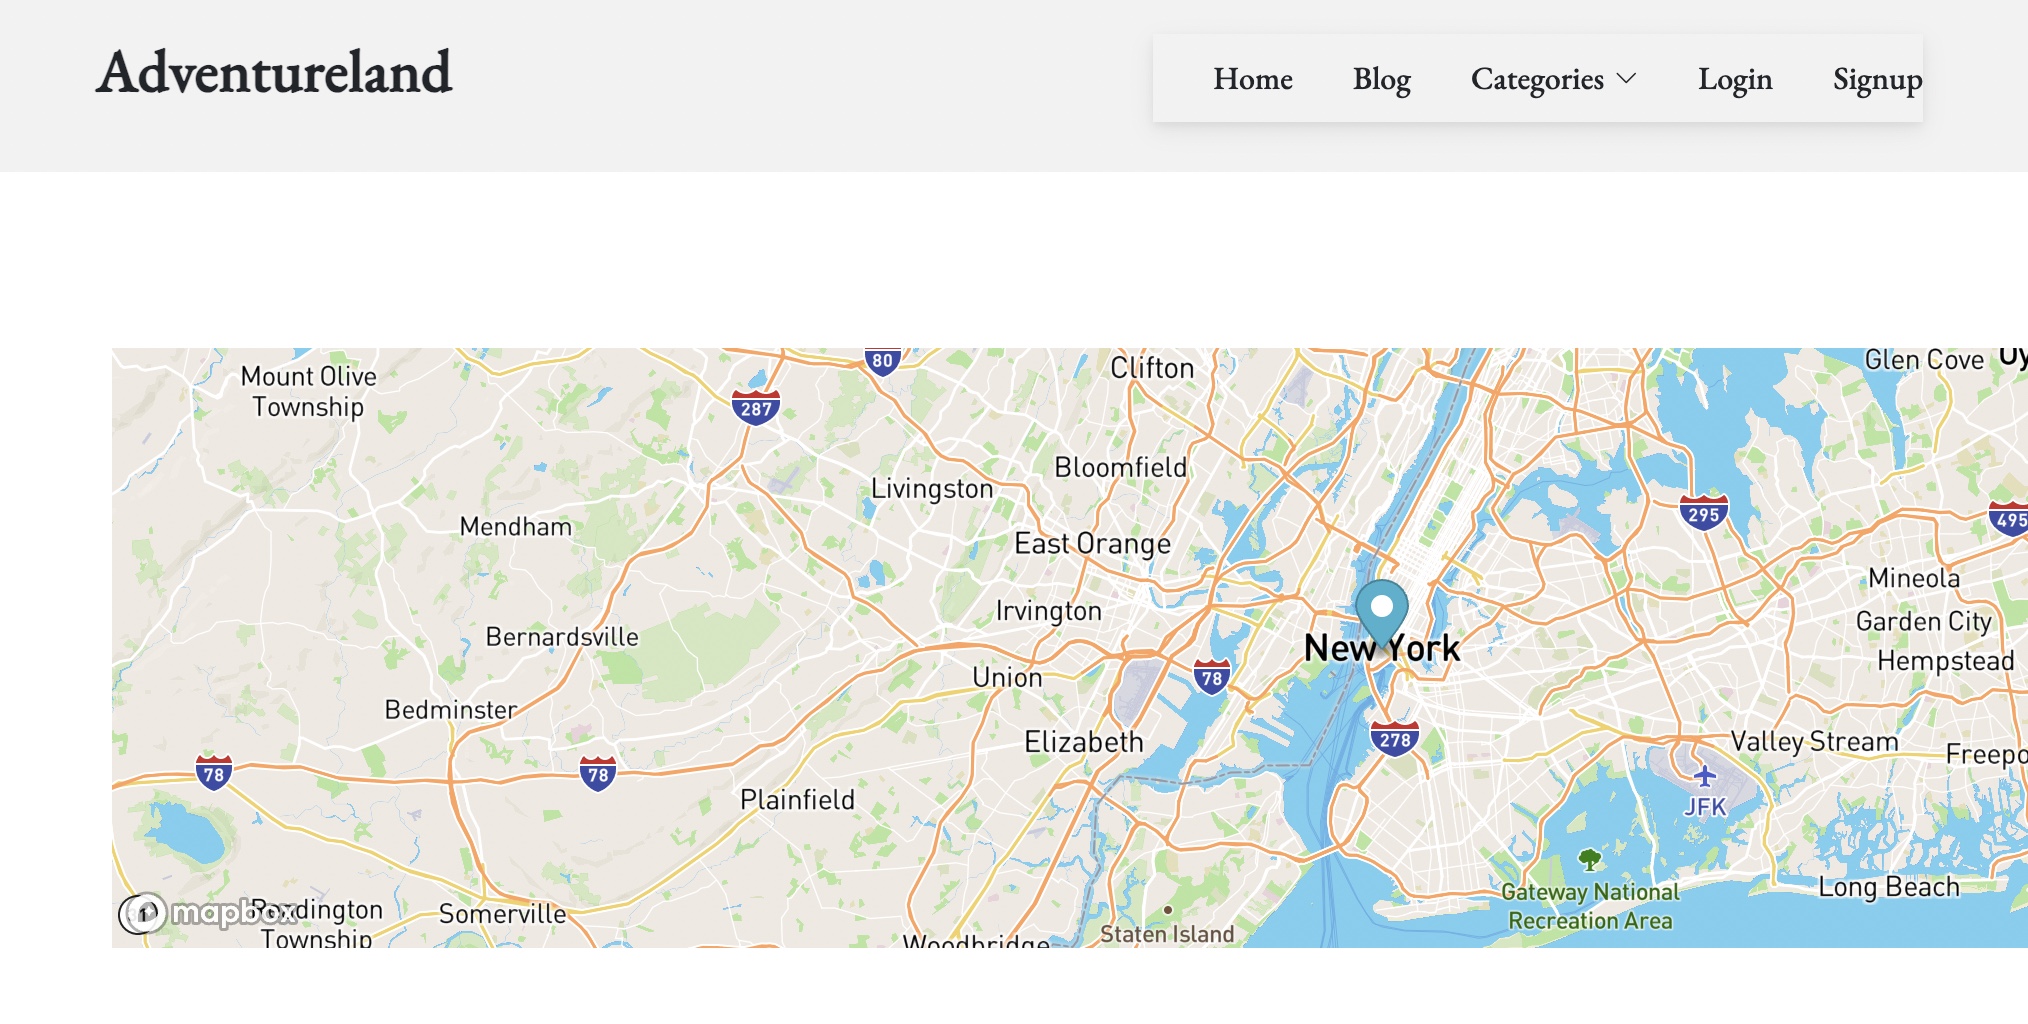 Adventureland
Home Blog Categories Login Signup
80
Clifton
Glen Cove
Mount Olive
Township
287
Bloomfield
Livingston
295
495
Mendham
East Orange
Mineola
Irvington
Garden City
Bernardsville
New York
Hempstead
Union
78
Bedminster
278
Elizabeth
Valley Stream
Freepo
78
78
Plainfield
JFK
Long Beach
Gateway National
Recreation Area
mapbox
Somerville
Township
Staten Island
Woodbridge